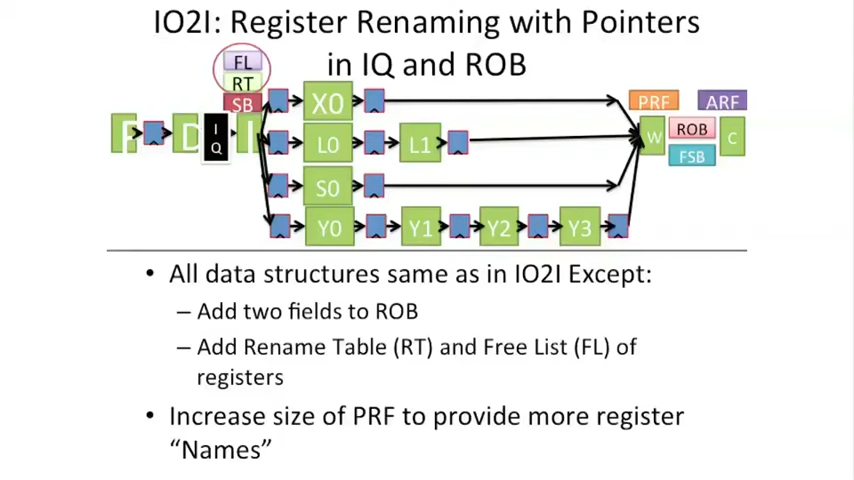 IO2I: Register Renaming with Pointers
in IQ and ROB
FL
RT
SB
X0
PRF
ARF
F
D
I
Q
I
L0
L1
W
ROB
C
FSB
S0
Y0
Y1
Y2
Y3
• All data structures same as in IO2I Except:
– Add two fields to ROB
– Add Rename Table (RT) and Free List (FL) of
registers
• Increase size of PRF to provide more register
“Names”